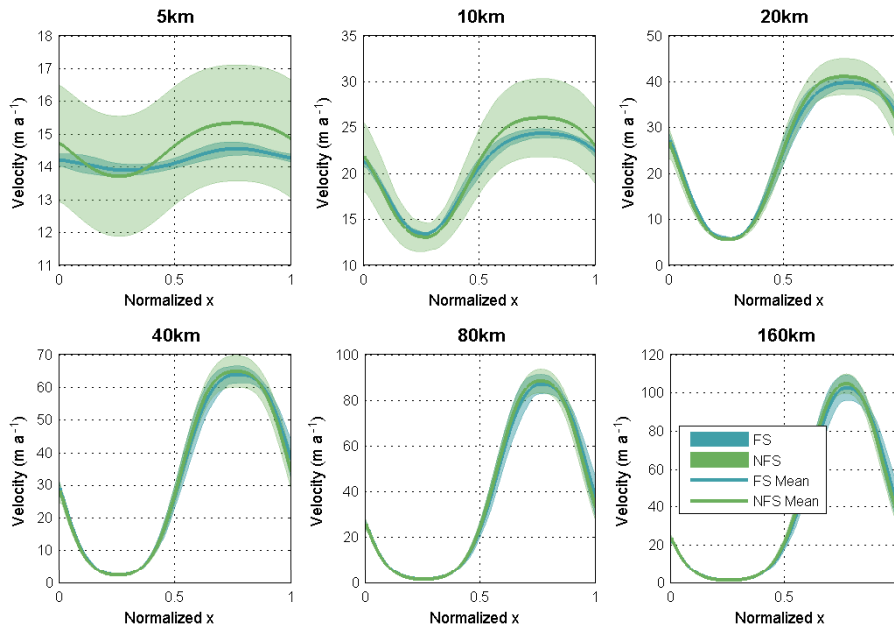 5km
10km
20km
Velocity (m a⁻¹)
18
17
16
15
14
13
12
11
0
0.5
1
Normalized x
Velocity (m a⁻¹)
35
30
25
20
15
10
0
0.5
1
Normalized x
Velocity (m a⁻¹)
50
40
30
20
10
0
0
0.5
Normalized x
40km
80km
160km
Velocity (m a⁻¹)
70
60
50
40
30
20
10
0
0
0.5
1
Normalized x
Velocity (m a⁻¹)
100
80
60
40
20
0
0
0.5
1
Normalized x
Velocity (m a⁻¹)
120
100
80
60
40
20
0
0
0.5
Normalized x
FS
NFS
FS Mean
NFS Mean